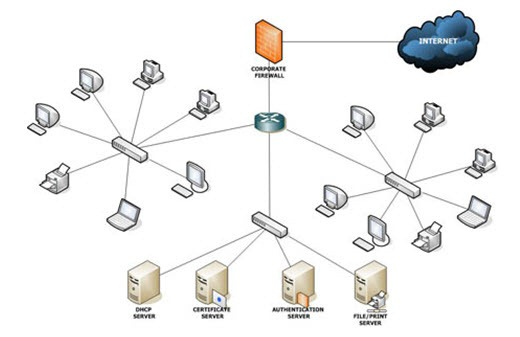 INTERNET
CORPORATE
FIREWALL
DHCP
SERVER
CERTIFICATE
SERVER
AUTHENTICATION
SERVER
FILE/PRINT
SERVER